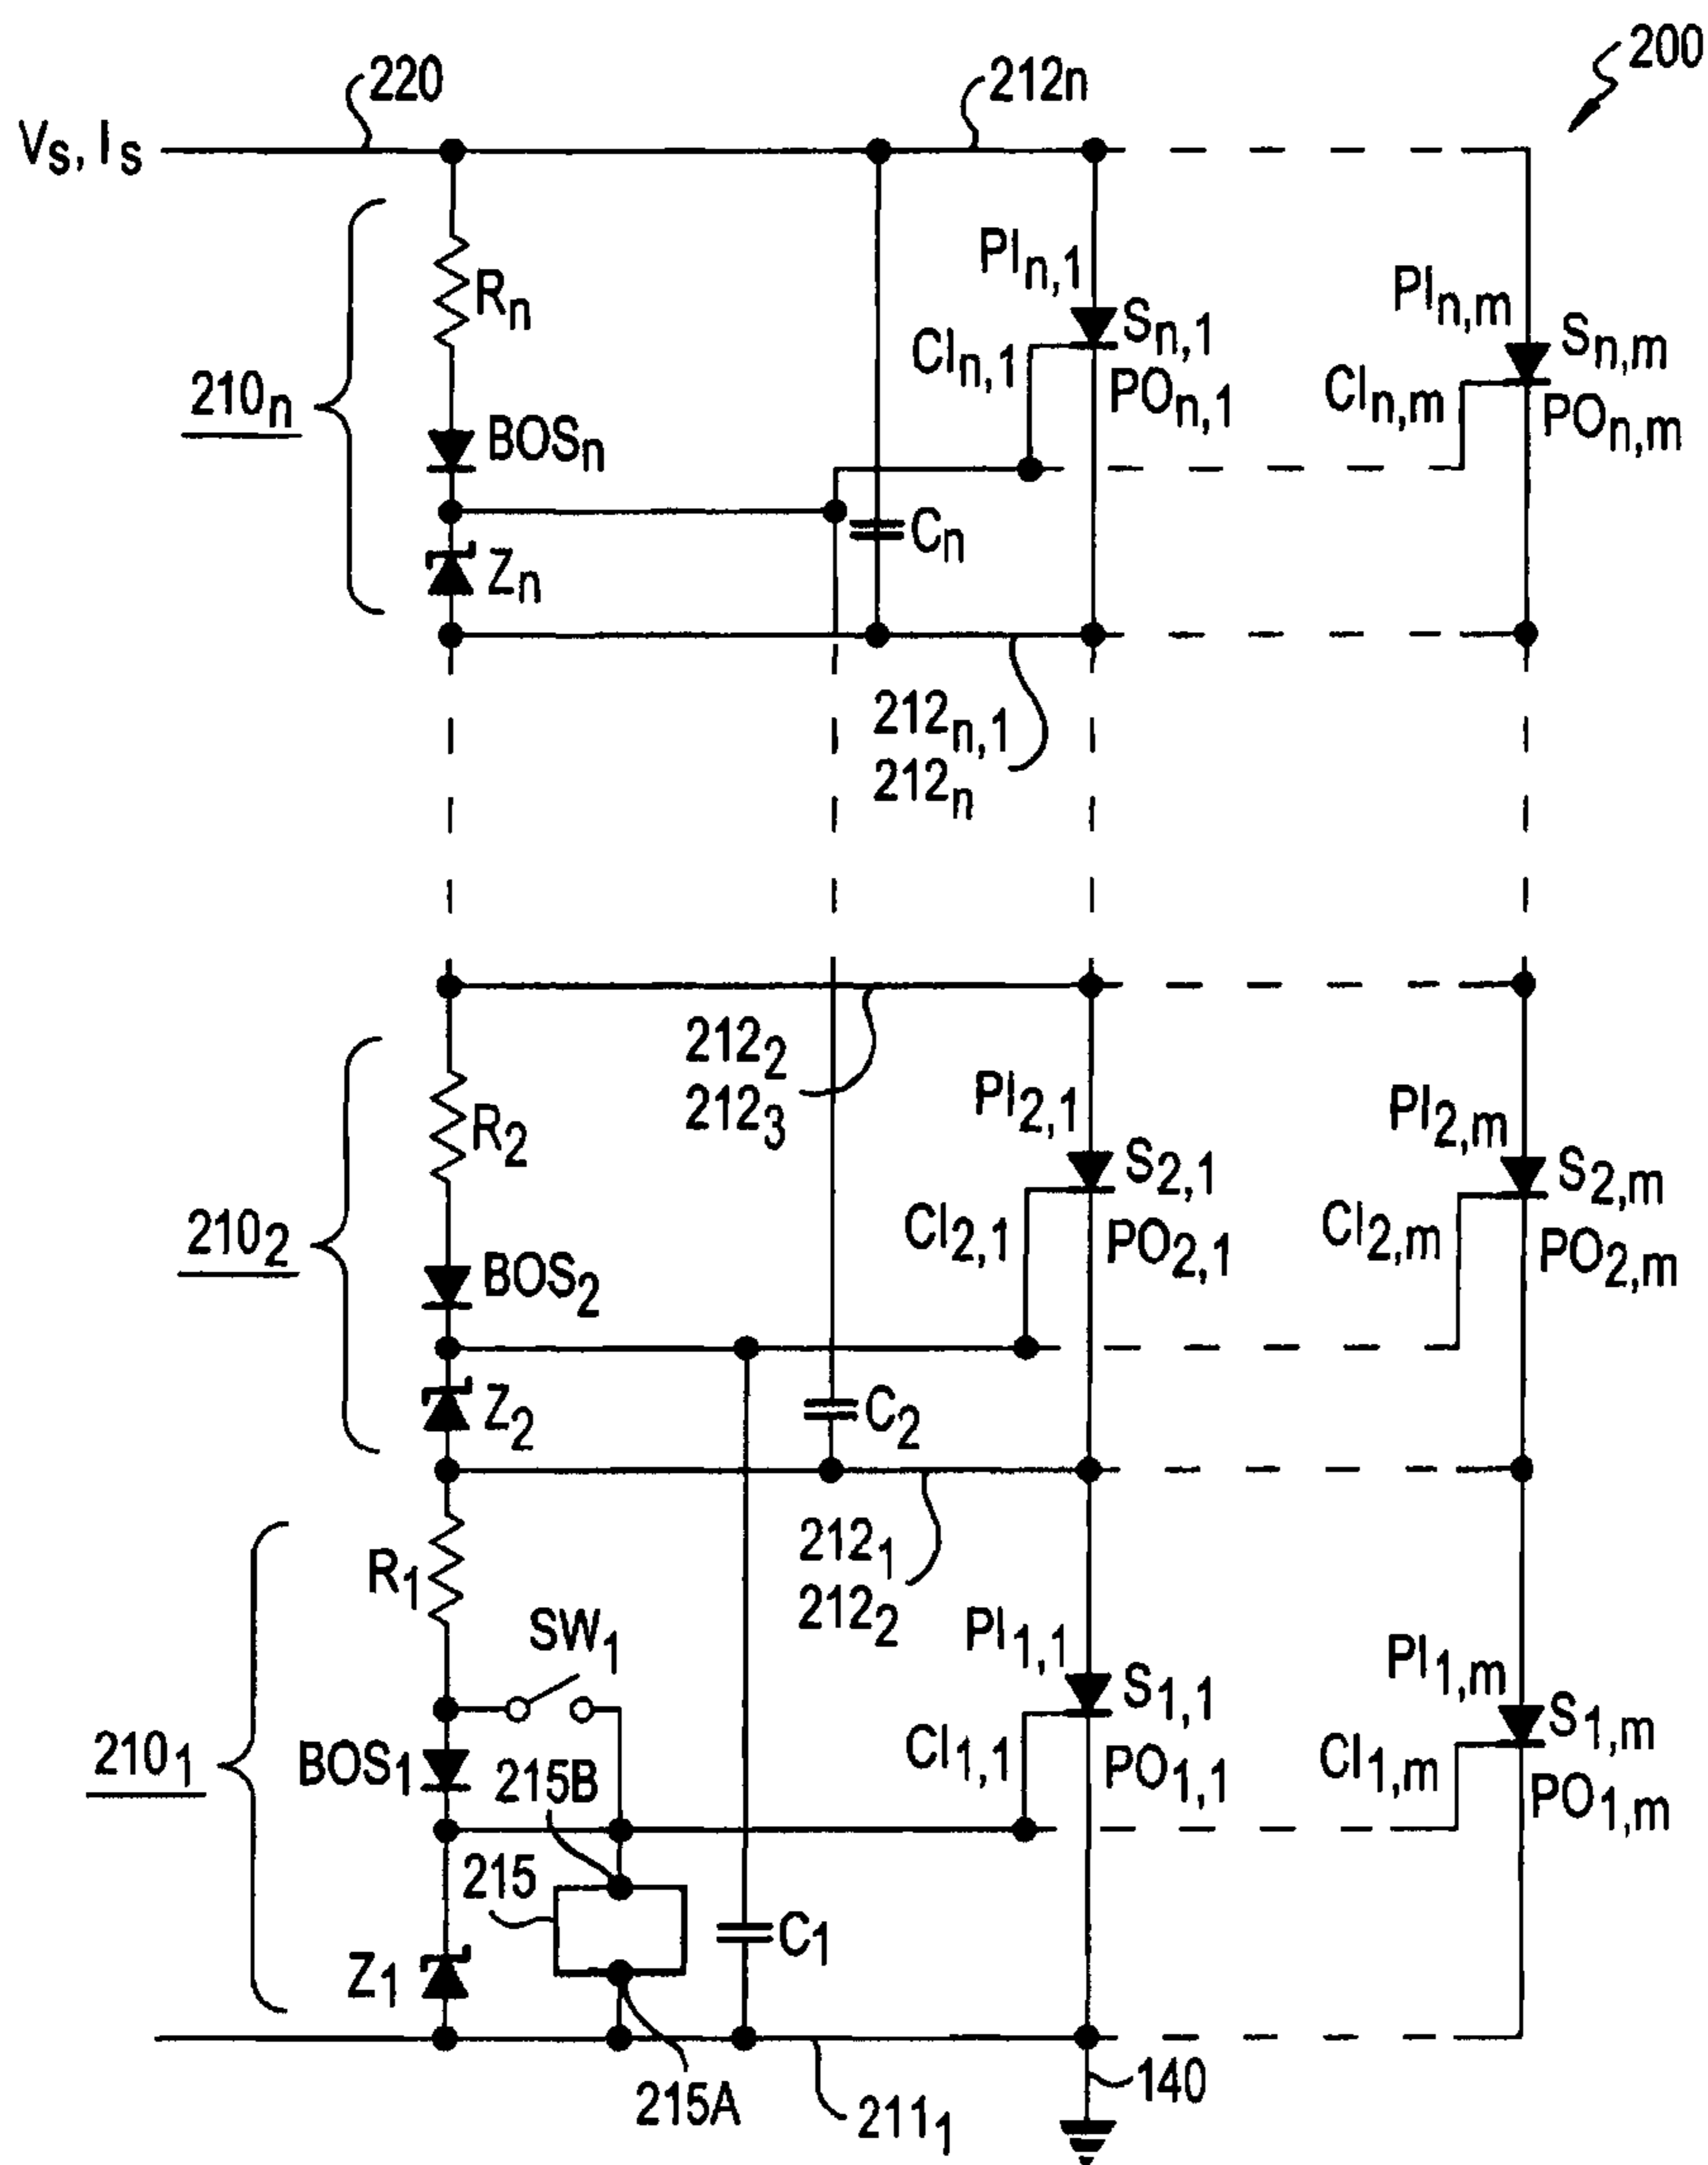 200
220
212n
Vs, Is
Rn
PIn,1
Sn,1
CIn,1
POn,1
PIn,m
Sn,m
CIn,m
POn,m
210n
BOSn
Cn
Zn
212n,1
212n
2122
2123
R2
PI2,1
S2,1
CI2,1
PO2,1
PI2,m
S2,m
CI2,m
PO2,m
2102
BOS2
Z2
C2
2121
2122
R1
SW1
PI1,1
S1,1
CI1,1
PO1,1
PI1,m
S1,m
CI1,m
PO1,m
2101
BOS1
215B
215
C1
Z1
215A
2111
140